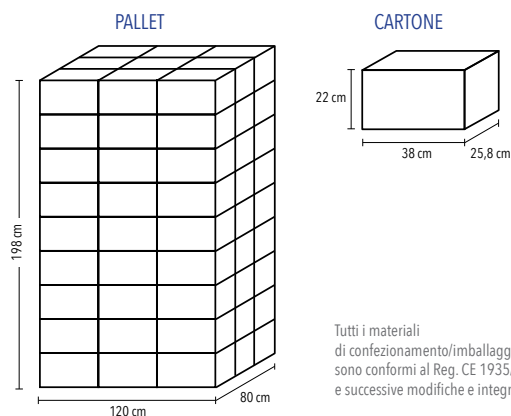 PALLET
CARTONE
22 cm
38 cm
25,8 cm
198 cm
120 cm
80 cm
Tutti i materiali
di confezionamento/imballagg
sono conformi al Reg. CE 1935
e successive modifiche e integr